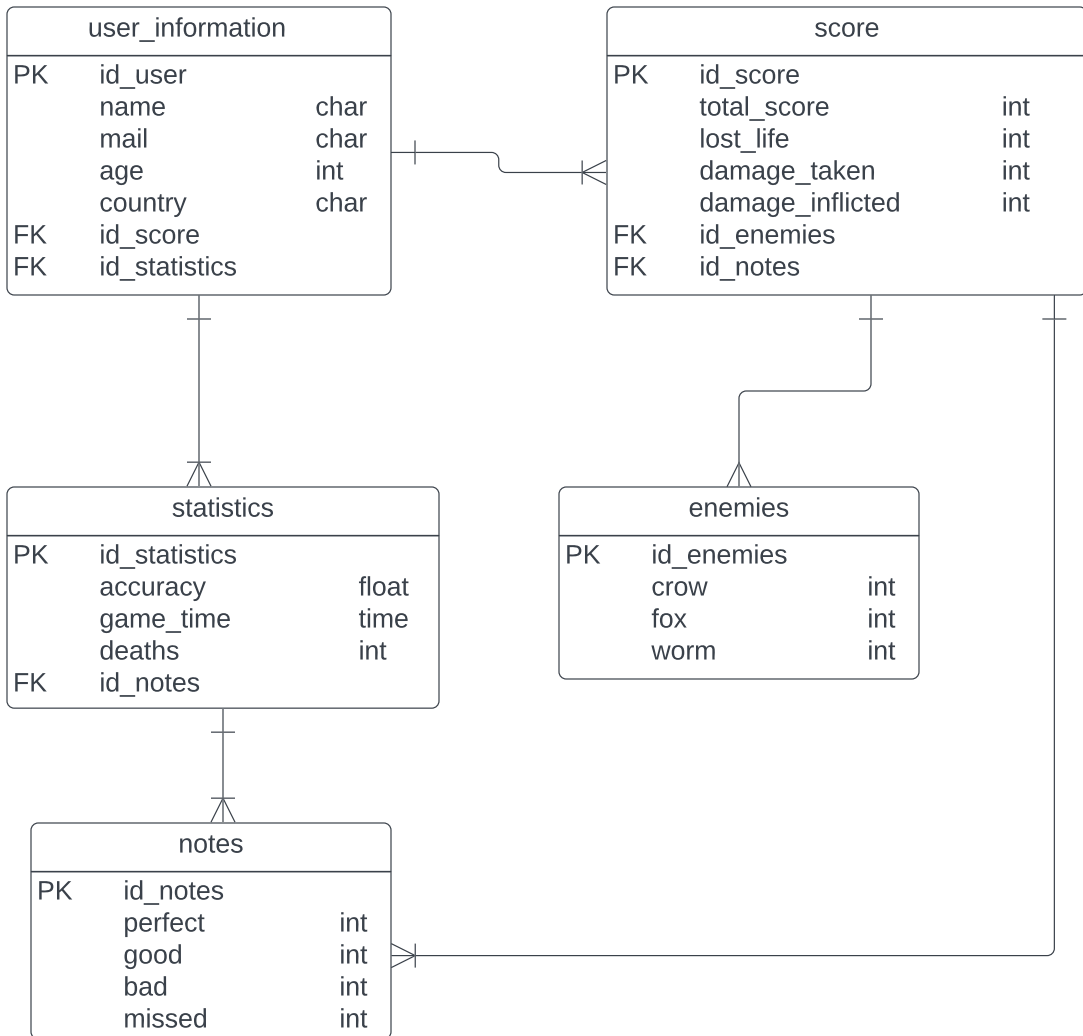 user_information
PK id_user
name char
mail char
age int
country char
FK id_score
FK id_statistics
score
PK id_score
total_score int
lost_life int
damage_taken int
damage_inflicted int
FK id_enemies
FK id_notes
statistics
PK id_statistics
accuracy float
game_time time
deaths int
FK id_notes
enemies
PK id_enemies
crow int
fox int
worm int
notes
PK id_notes
perfect int
good int
bad int
missed int